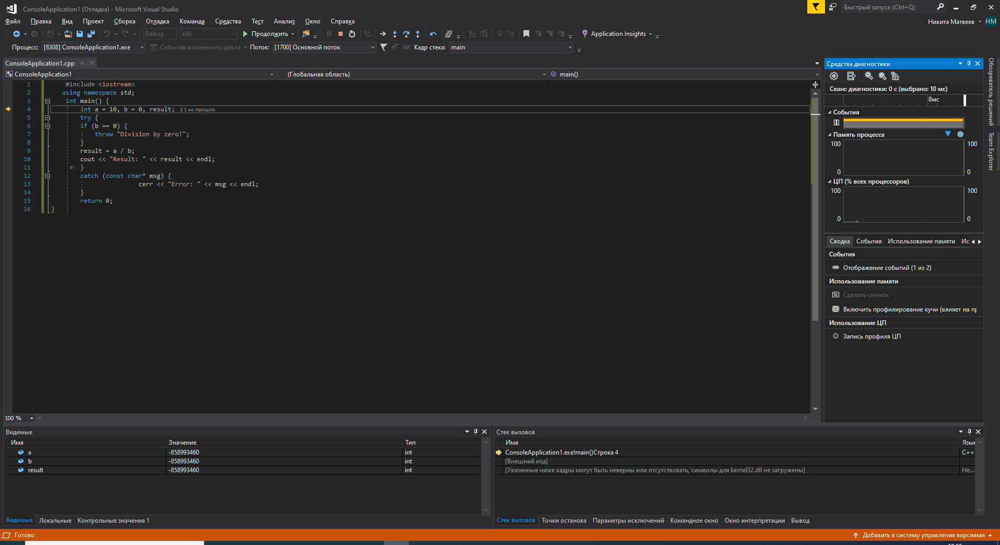 ConsoleApplication1 (Отладка) - Microsoft Visual Studio
Быстрый запуск (Ctrl+Q)
Файл Правка Вид Проект Сборка Отладка Команда Средства Тест Анализ Окно Справка
Никита Матвеев НМ
Debug x86 Продолжить Application Insights
Процесс: [8308] ConsoleApplication1.exe События жизненного цикла Поток: [1700] Основной поток Кадр стека: main
ConsoleApplication1.cpp
ConsoleApplication1 (Глобальная область) main()
1 #include <iostream>
2 using namespace std;
3 int main() {
4 int a = 10, b = 0, result; ≤1 мс прошло
5 try {
6 if (b == 0) {
7 throw "Division by zero!";
8 }
9 result = a / b;
10 cout << "Result: " << result << endl;
11 }
12 catch (const char* msg) {
13 cerr << "Error: " << msg << endl;
14 }
15 return 0;
16 }
100 %
Средства диагностики
Сеанс диагностики: 0 с (выбрано: 10 мс)
8мс
События
Память процесса
100 100
0 0
ЦП (% всех процессоров)
100 100
0 0
Сводка События Использование памяти Ис
События
Отображение событий (1 из 2)
Использование памяти
Сделать снимок
Включить профилирование кучи (влияет на пр
Использование ЦП
Запись профиля ЦП
Обозреватель решений
Team Explorer
Видимые
Имя Значение Тип
a -858993460 int
b -858993460 int
result -858993460 int
Видимые Локальные Контрольные значения 1
Стек вызовов
Имя Язык
ConsoleApplication1.exe!main()Строка 4 C++
[Внешний код]
[Указанные ниже кадры могут быть неверны или отсутствовать, символы для kernel32.dll не загружены] Не...
Стек вызовов Точки останова Параметры исключений Командное окно Окно интерпретации Вывод
Готово
Добавить в систему управления версиями